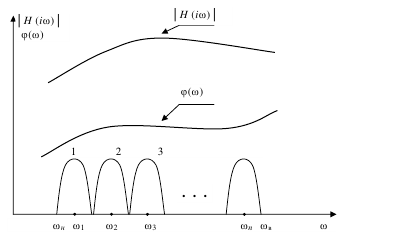 |H (iω)|
|H (iω)|
φ(ω)
φ(ω)
1 2 3
. . .
ωн ω1 ω2 ω3 ωn ωв ω